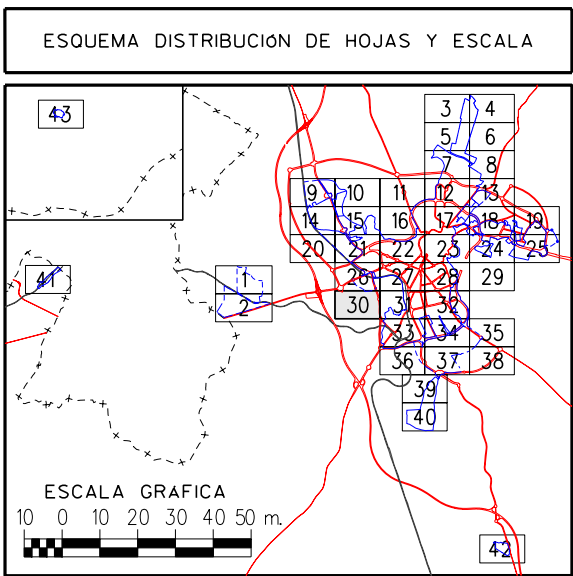 ESQUEMA DISTRIBUCIóN DE HOJAS Y ESCALA
43
3 4
5 6
7 8
9 10 11 12 13
14 15 16 17 18 19
20 21 22 23 24 25
41 1 26 27 28 29
2 30 31 32
33 34 35
36 37 38
39
40
ESCALA GRÁFICA
10 0 10 20 30 40 50 m.
42